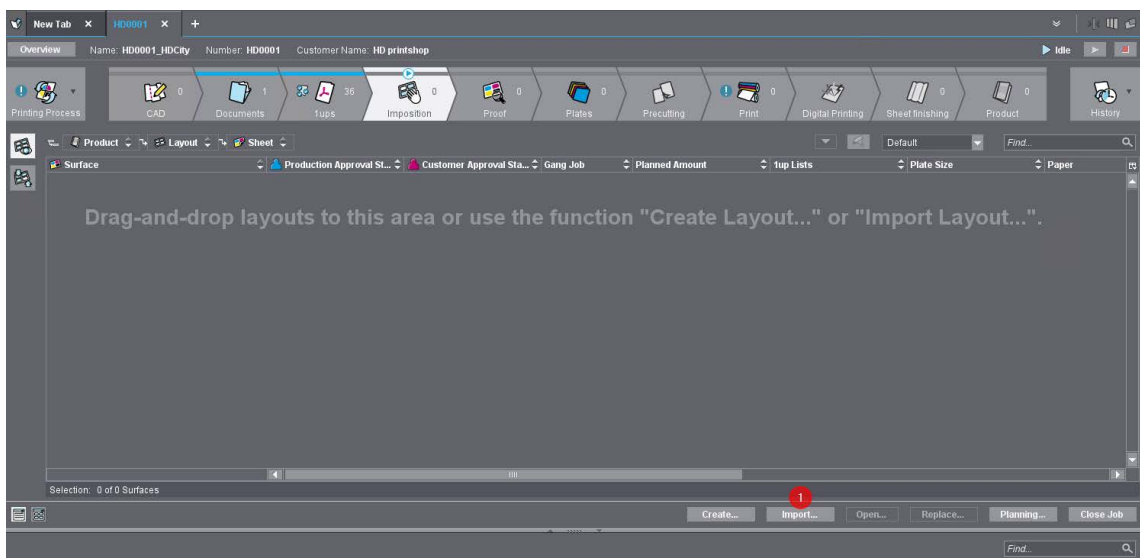 New Tab × HD0001 × +
Overview Name: HD0001_HDCity Number: HD0001 Customer Name: HD printshop Idle
Printing Process CAD 0 Documents 1 1ups 36 Imposition 0 Proof 0 Plates 0 Precutting Print 0 Digital Printing Sheet finishing 0 Product 0 History
Product Layout Sheet Default Find...
Surface Production Approval St... Customer Approval Sta... Gang Job Planned Amount 1up Lists Plate Size Paper
Drag-and-drop layouts to this area or use the function "Create Layout..." or "Import Layout...".
Selection: 0 of 0 Surfaces
1
Create... Import... Open... Replace... Planning... Close Job
Find...